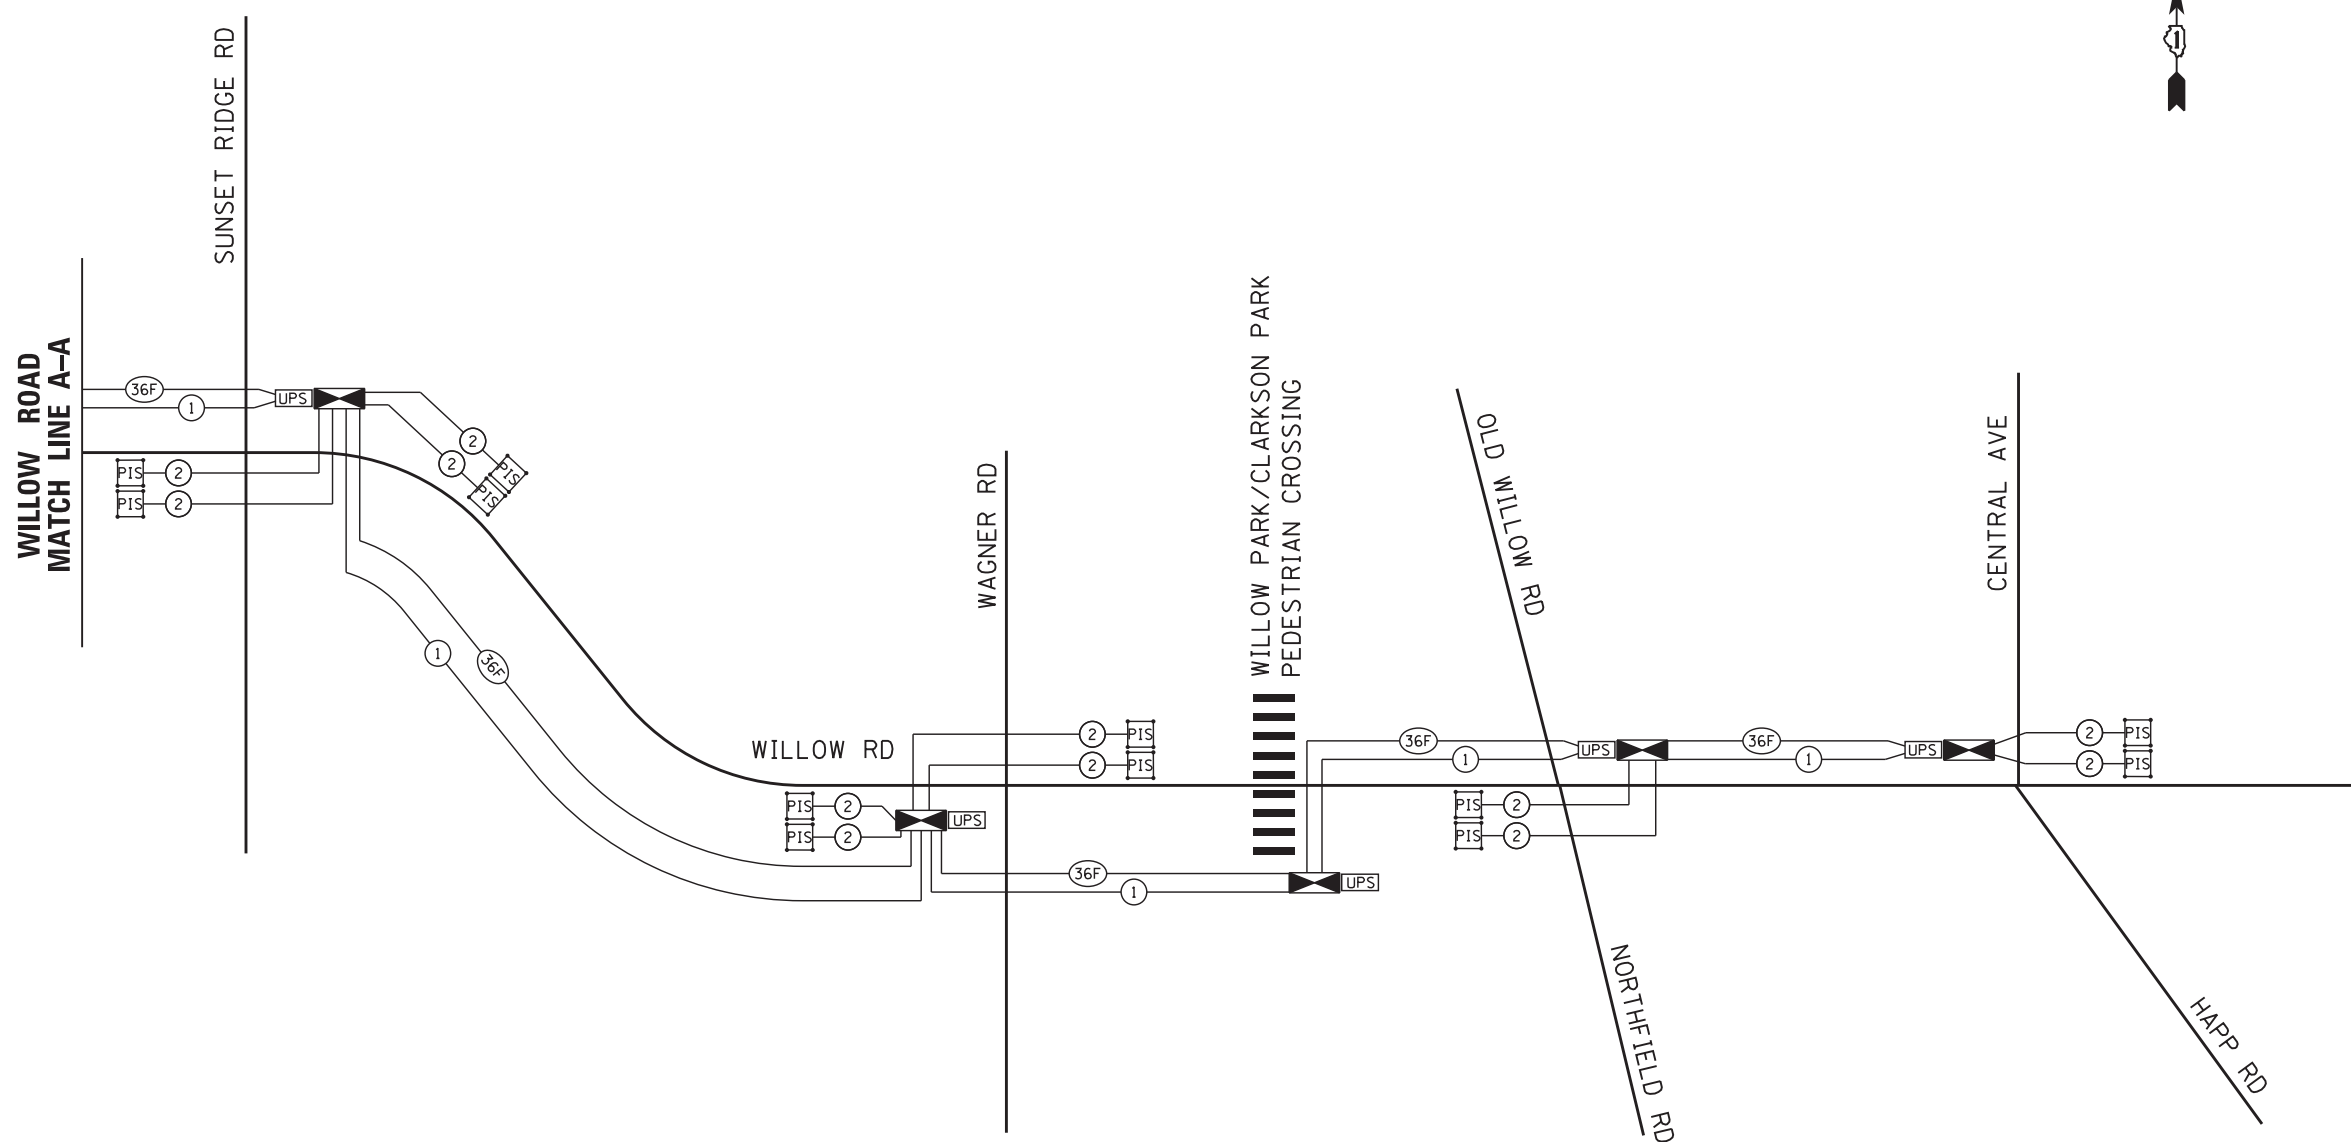 WILLOW ROAD
MATCH LINE A-A
SUNSET RIDGE RD
36F
1
UPS
PIS 2
PIS 2
2
2
PIS
PIS
1
36F
WILLOW RD
WAGNER RD
2 PIS
2 PIS
PIS 2
PIS 2
UPS
36F
1
WILLOW PARK/CLARKSON PARK
PEDESTRIAN CROSSING
UPS
36F
1
OLD WILLOW RD
UPS
PIS 2
PIS 2
NORTHFIELD RD
36F
1
UPS
CENTRAL AVE
2 PIS
2 PIS
HAPP RD
1